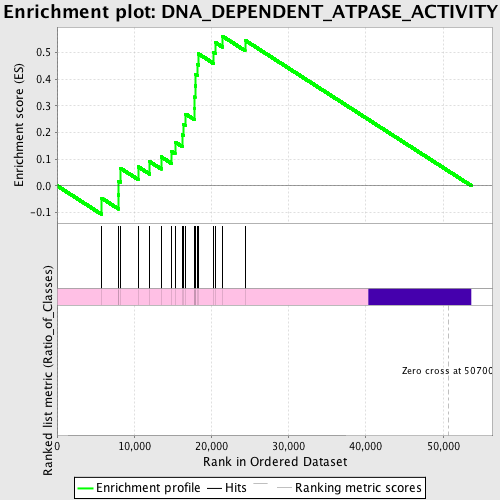 Enrichment plot: DNA_DEPENDENT_ATPASE_ACTIVITY
Enrichment score (ES)
0.5
0.4
0.3
0.2
0.1
0.0
-0.1
Ranked list metric (Ratio_of_Classes)
Zero cross at 50700
0
10,000
20,000
30,000
40,000
50,000
Rank in Ordered Dataset
Enrichment profile
Hits
Ranking metric scores